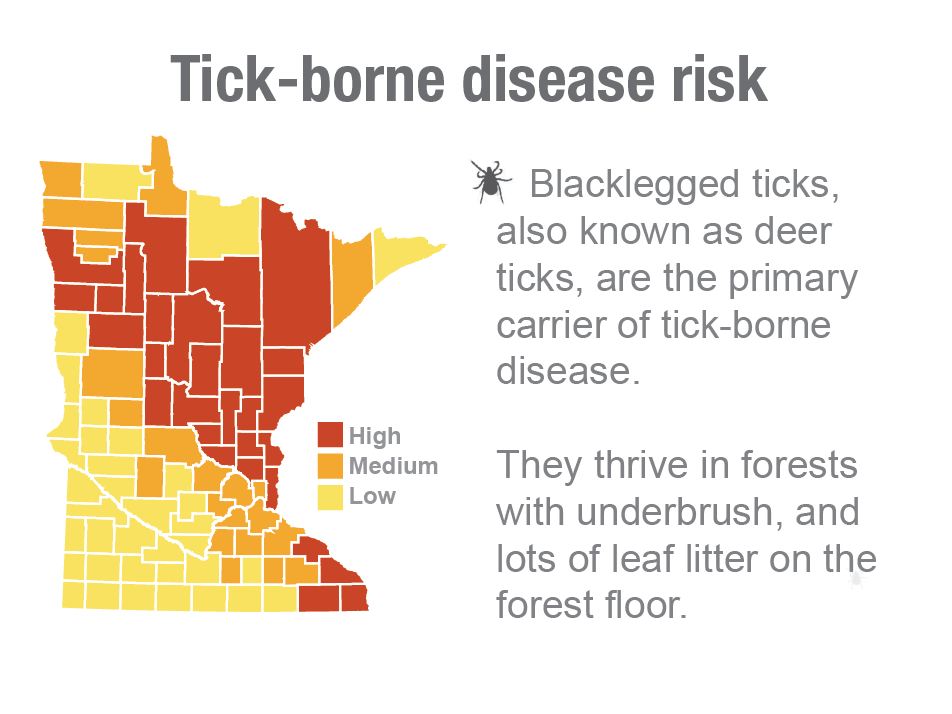 Tick-borne disease risk
Blacklegged ticks,
also known as deer
ticks, are the primary
carrier of tick-borne
disease.
They thrive in forests
with underbrush, and
lots of leaf litter on the
forest floor.
High
Medium
Low